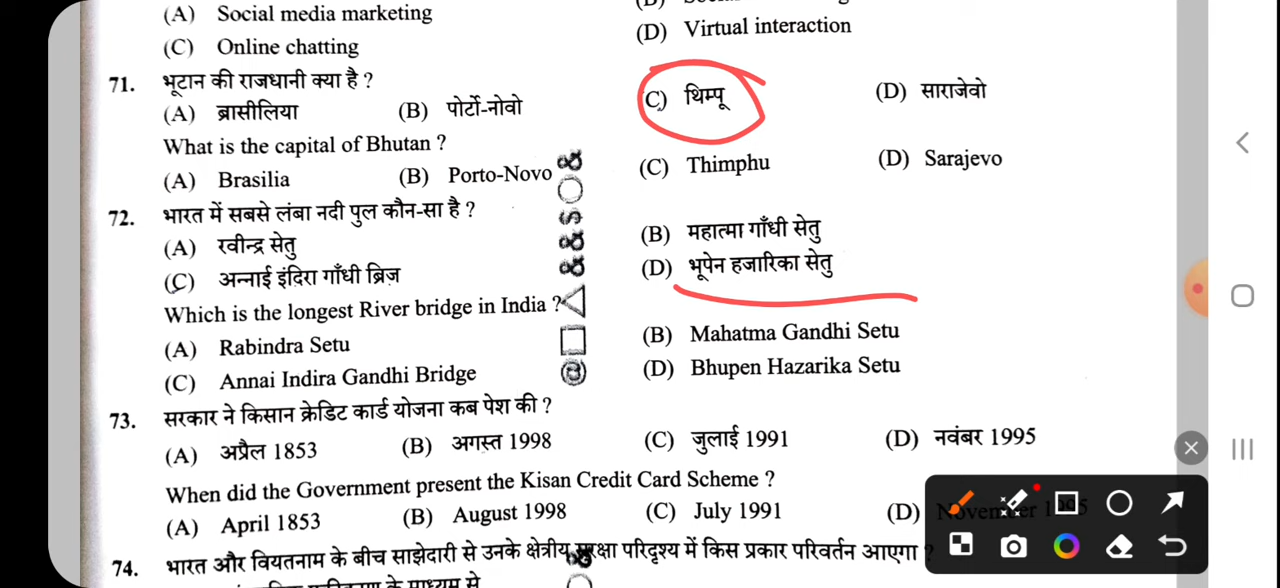 (A) Social media marketing
(C) Online chatting (D) Virtual interaction
71. भूटान की राजधानी क्या है ?
(A) ब्रासीलिया (B) पोर्टो-नोवो C) थिम्पू (D) साराजेवो
What is the capital of Bhutan ?
(A) Brasilia (B) Porto-Novo (C) Thimphu (D) Sarajevo
72. भारत में सबसे लंबा नदी पुल कौन-सा है ?
(A) रवीन्द्र सेतु (B) महात्मा गाँधी सेतु
(C) अन्नाई इंदिरा गाँधी ब्रिज (D) भूपेन हजारिका सेतु
Which is the longest River bridge in India ?
(A) Rabindra Setu (B) Mahatma Gandhi Setu
(C) Annai Indira Gandhi Bridge (D) Bhupen Hazarika Setu
73. सरकार ने किसान क्रेडिट कार्ड योजना कब पेश की ?
(A) अप्रैल 1853 (B) अगस्त 1998 (C) जुलाई 1991 (D) नवंबर 1995
When did the Government present the Kisan Credit Card Scheme ?
(A) April 1853 (B) August 1998 (C) July 1991 (D) November 1995
74. भारत और वियतनाम के बीच साझेदारी से उनके क्षेत्रीय सुरक्षा परिदृश्य में किस प्रकार परिवर्तन आएगा ?